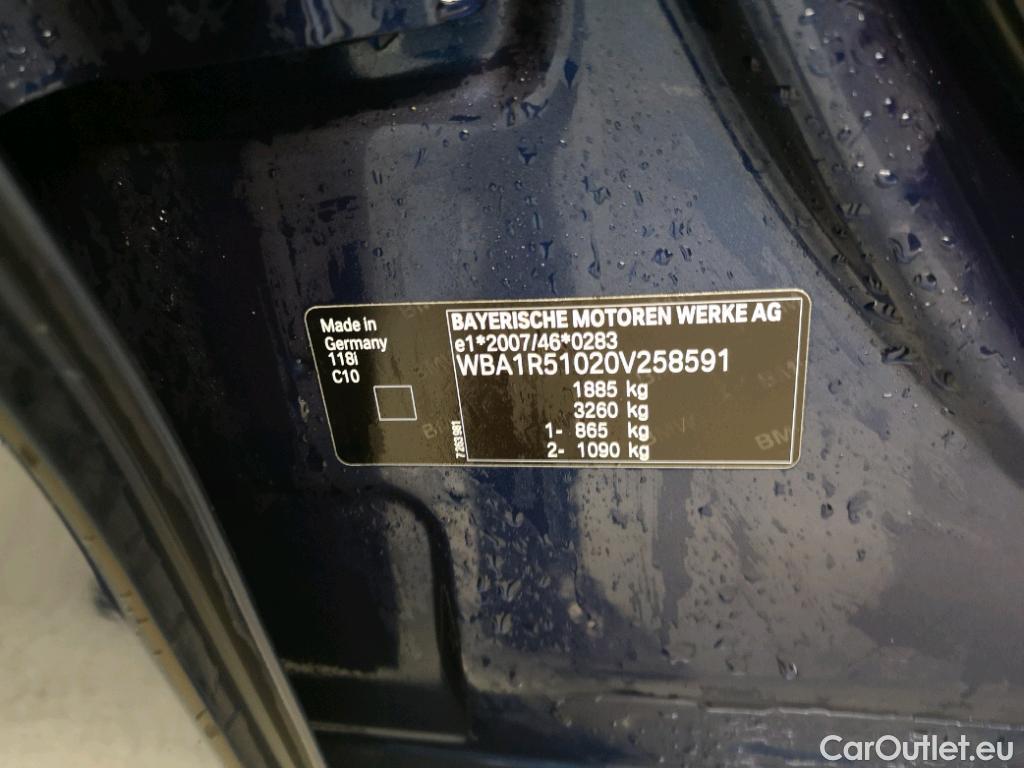 Made in
Germany
118i
C10
BAYERISCHE MOTOREN WERKE AG
e1*2007/46*0283
WBA1R51020V258591
1885 kg
3260 kg
1- 865 kg
2- 1090 kg
7263981
CarOutlet.eu